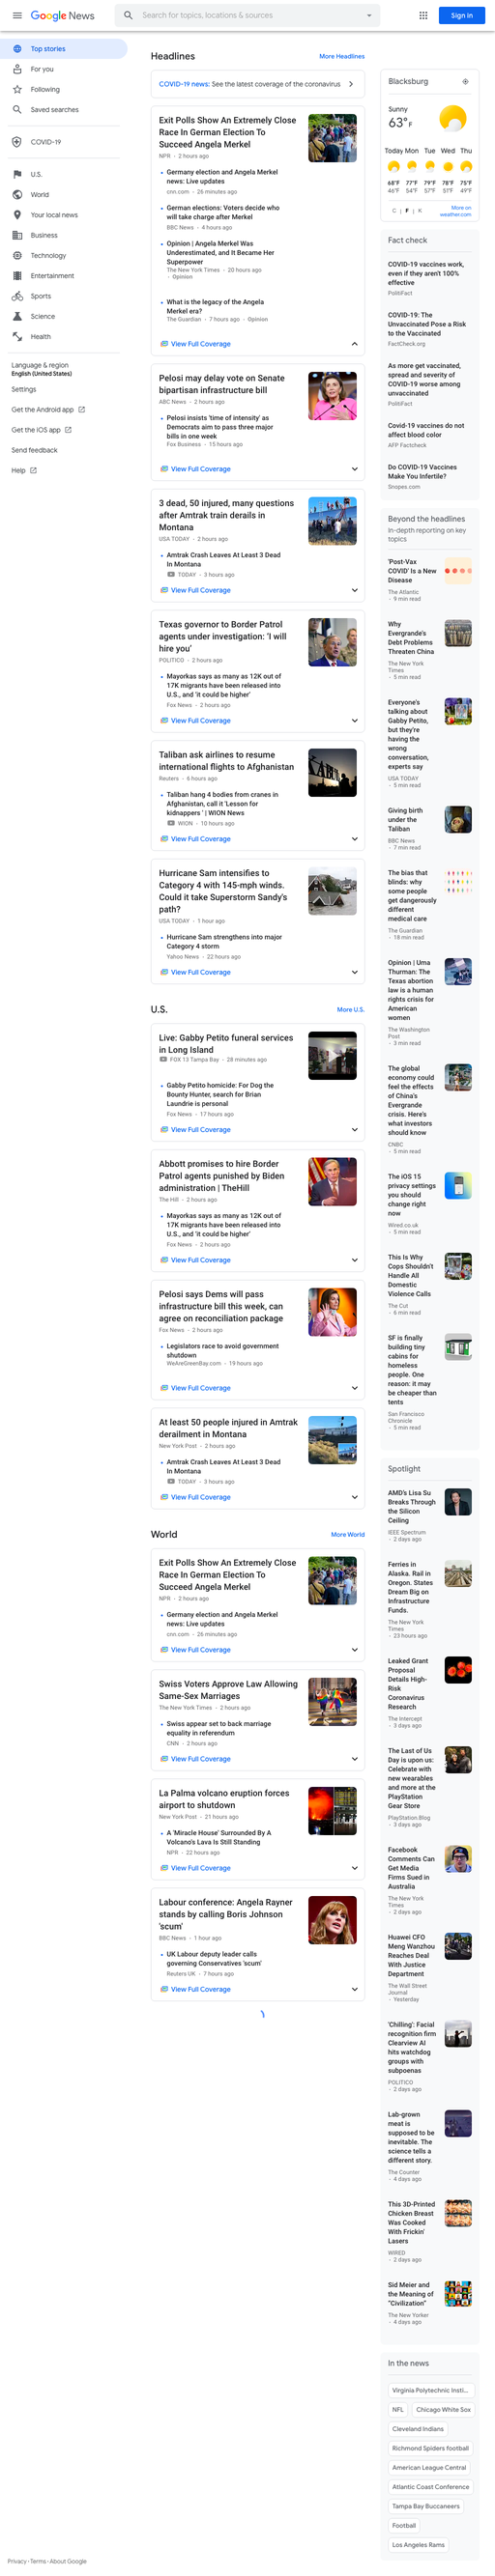 Google News
Search for topics, locations & sources
Sign in
Top stories
For you
Following
Saved searches
COVID-19
U.S.
World
Your local news
Business
Technology
Entertainment
Sports
Science
Health
Language & region
English (United States)
Settings
Get the Android app
Get the iOS app
Send feedback
Help
Headlines
More Headlines
COVID-19 news: See the latest coverage of the coronavirus
Exit Polls Show An Extremely Close
Race In German Election To
Succeed Angela Merkel
NPR • 2 hours ago
Germany election and Angela Merkel
news: Live updates
cnn.com • 26 minutes ago
German elections: Voters decide who
will take charge after Merkel
BBC News • 4 hours ago
Opinion | Angela Merkel Was
Underestimated, and It Became Her
Superpower
The New York Times • 20 hours ago
• Opinion
What is the legacy of the Angela
Merkel era?
The Guardian • 7 hours ago • Opinion
View Full Coverage
Pelosi may delay vote on Senate
bipartisan infrastructure bill
ABC News • 2 hours ago
Pelosi insists 'time of intensity' as
Democrats aim to pass three major
bills in one week
Fox Business • 15 hours ago
View Full Coverage
3 dead, 50 injured, many questions
after Amtrak train derails in
Montana
USA TODAY • 2 hours ago
Amtrak Crash Leaves At Least 3 Dead
In Montana
TODAY • 3 hours ago
View Full Coverage
Texas governor to Border Patrol
agents under investigation: 'I will
hire you'
POLITICO • 2 hours ago
Mayorkas says as many as 12K out of
17K migrants have been released into
U.S., and 'it could be higher'
Fox News • 2 hours ago
View Full Coverage
Taliban ask airlines to resume
international flights to Afghanistan
Reuters • 6 hours ago
Taliban hang 4 bodies from cranes in
Afghanistan, call it 'Lesson for
kidnappers ' | WION News
WION • 10 hours ago
View Full Coverage
Hurricane Sam intensifies to
Category 4 with 145-mph winds.
Could it take Superstorm Sandy's
path?
USA TODAY • 1 hour ago
Hurricane Sam strengthens into major
Category 4 storm
Yahoo News • 22 hours ago
View Full Coverage
U.S.
More U.S.
Live: Gabby Petito funeral services
in Long Island
FOX 13 Tampa Bay • 28 minutes ago
Gabby Petito homicide: For Dog the
Bounty Hunter, search for Brian
Laundrie is personal
Fox News • 17 hours ago
View Full Coverage
Abbott promises to hire Border
Patrol agents punished by Biden
administration | TheHill
The Hill • 2 hours ago
Mayorkas says as many as 12K out of
17K migrants have been released into
U.S., and 'it could be higher'
Fox News • 2 hours ago
View Full Coverage
Pelosi says Dems will pass
infrastructure bill this week, can
agree on reconciliation package
Fox News • 2 hours ago
Legislators race to avoid government
shutdown
WeAreGreenBay.com • 19 hours ago
View Full Coverage
At least 50 people injured in Amtrak
derailment in Montana
New York Post • 2 hours ago
Amtrak Crash Leaves At Least 3 Dead
In Montana
TODAY • 3 hours ago
View Full Coverage
World
More World
Exit Polls Show An Extremely Close
Race In German Election To
Succeed Angela Merkel
NPR • 2 hours ago
Germany election and Angela Merkel
news: Live updates
cnn.com • 26 minutes ago
View Full Coverage
Swiss Voters Approve Law Allowing
Same-Sex Marriages
The New York Times • 2 hours ago
Swiss appear set to back marriage
equality in referendum
CNN • 2 hours ago
View Full Coverage
La Palma volcano eruption forces
airport to shutdown
New York Post • 21 hours ago
A 'Miracle House' Surrounded By A
Volcano's Lava Is Still Standing
NPR • 22 hours ago
View Full Coverage
Labour conference: Angela Rayner
stands by calling Boris Johnson
'scum'
BBC News • 1 hour ago
UK Labour deputy leader calls
governing Conservatives 'scum'
Reuters UK • 7 hours ago
View Full Coverage
Blacksburg
Sunny
63° F
Today Mon Tue Wed Thu
68°F 77°F 79°F 78°F 75°F
46°F 54°F 57°F 51°F 49°F
C | F | K
More on
weather.com
Fact check
COVID-19 vaccines work,
even if they aren't 100%
effective
PolitiFact
COVID-19: The
Unvaccinated Pose a Risk
to the Vaccinated
FactCheck.org
As more get vaccinated,
spread and severity of
COVID-19 worse among
unvaccinated
PolitiFact
Covid-19 vaccines do not
affect blood color
AFP Factcheck
Do COVID-19 Vaccines
Make You Infertile?
Snopes.com
Beyond the headlines
In-depth reporting on key
topics
'Post-Vax
COVID' Is a New
Disease
The Atlantic
• 9 min read
Why
Evergrande's
Debt Problems
Threaten China
The New York
Times
• 5 min read
Everyone's
talking about
Gabby Petito,
but they're
having the
wrong
conversation,
experts say
USA TODAY
• 5 min read
Giving birth
under the
Taliban
BBC News
• 7 min read
The bias that
blinds: why
some people
get dangerously
different
medical care
The Guardian
• 18 min read
Opinion | Uma
Thurman: The
Texas abortion
law is a human
rights crisis for
American
women
The Washington
Post
• 3 min read
The global
economy could
feel the effects
of China's
Evergrande
crisis. Here's
what investors
should know
CNBC
• 5 min read
The iOS 15
privacy settings
you should
change right
now
Wired.co.uk
• 5 min read
This Is Why
Cops Shouldn't
Handle All
Domestic
Violence Calls
The Cut
• 6 min read
SF is finally
building tiny
cabins for
homeless
people. One
reason: it may
be cheaper than
tents
San Francisco
Chronicle
• 5 min read
Spotlight
AMD's Lisa Su
Breaks Through
the Silicon
Ceiling
IEEE Spectrum
• 2 days ago
Ferries in
Alaska. Rail in
Oregon. States
Dream Big on
Infrastructure
Funds.
The New York
Times
• 23 hours ago
Leaked Grant
Proposal
Details High-
Risk
Coronavirus
Research
The Intercept
• 3 days ago
The Last of Us
Day is upon us:
Celebrate with
new wearables
and more at the
PlayStation
Gear Store
PlayStation.Blog
• 3 days ago
Facebook
Comments Can
Get Media
Firms Sued in
Australia
The New York
Times
• 2 days ago
Huawei CFO
Meng Wanzhou
Reaches Deal
With Justice
Department
The Wall Street
Journal
• Yesterday
'Chilling': Facial
recognition firm
Clearview AI
hits watchdog
groups with
subpoenas
POLITICO
• 2 days ago
Lab-grown
meat is
supposed to be
inevitable. The
science tells a
different story.
The Counter
• 4 days ago
This 3D-Printed
Chicken Breast
Was Cooked
With Frickin'
Lasers
WIRED
• 2 days ago
Sid Meier and
the Meaning of
"Civilization"
The New Yorker
• 4 days ago
In the news
Virginia Polytechnic Insti...
NFL
Chicago White Sox
Cleveland Indians
Richmond Spiders football
American League Central
Atlantic Coast Conference
Tampa Bay Buccaneers
Football
Los Angeles Rams
Privacy · Terms · About Google